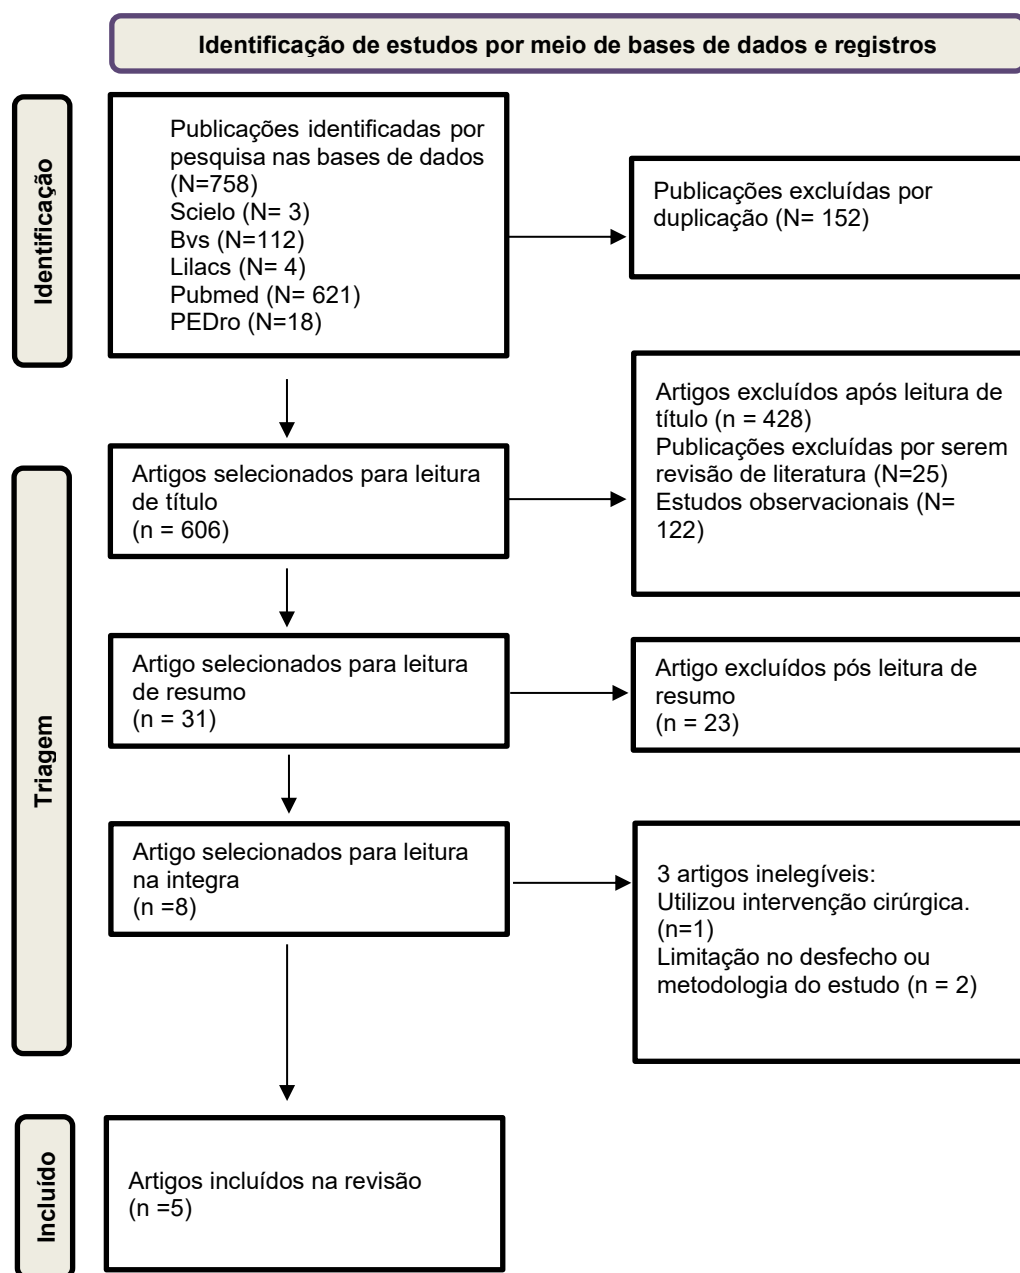 Identificação de estudos por meio de bases de dados e registros
Identificação
Publicações identificadas por
pesquisa nas bases de dados
(N=758)
Scielo (N= 3)
Bvs (N=112)
Lilacs (N= 4)
Pubmed (N= 621)
PEDro (N=18)
Publicações excluídas por
duplicação (N= 152)
Triagem
Artigos selecionados para leitura
de título
(n = 606)
Artigos excluídos após leitura de
título (n = 428)
Publicações excluídas por serem
revisão de literatura (N=25)
Estudos observacionais (N=
122)
Artigo selecionados para leitura
de resumo
(n = 31)
Artigo excluídos pós leitura de
resumo
(n = 23)
Artigo selecionados para leitura
na integra
(n =8)
3 artigos inelegíveis:
Utilizou intervenção cirúrgica.
(n=1)
Limitação no desfecho ou
metodologia do estudo (n = 2)
Incluído
Artigos incluídos na revisão
(n =5)